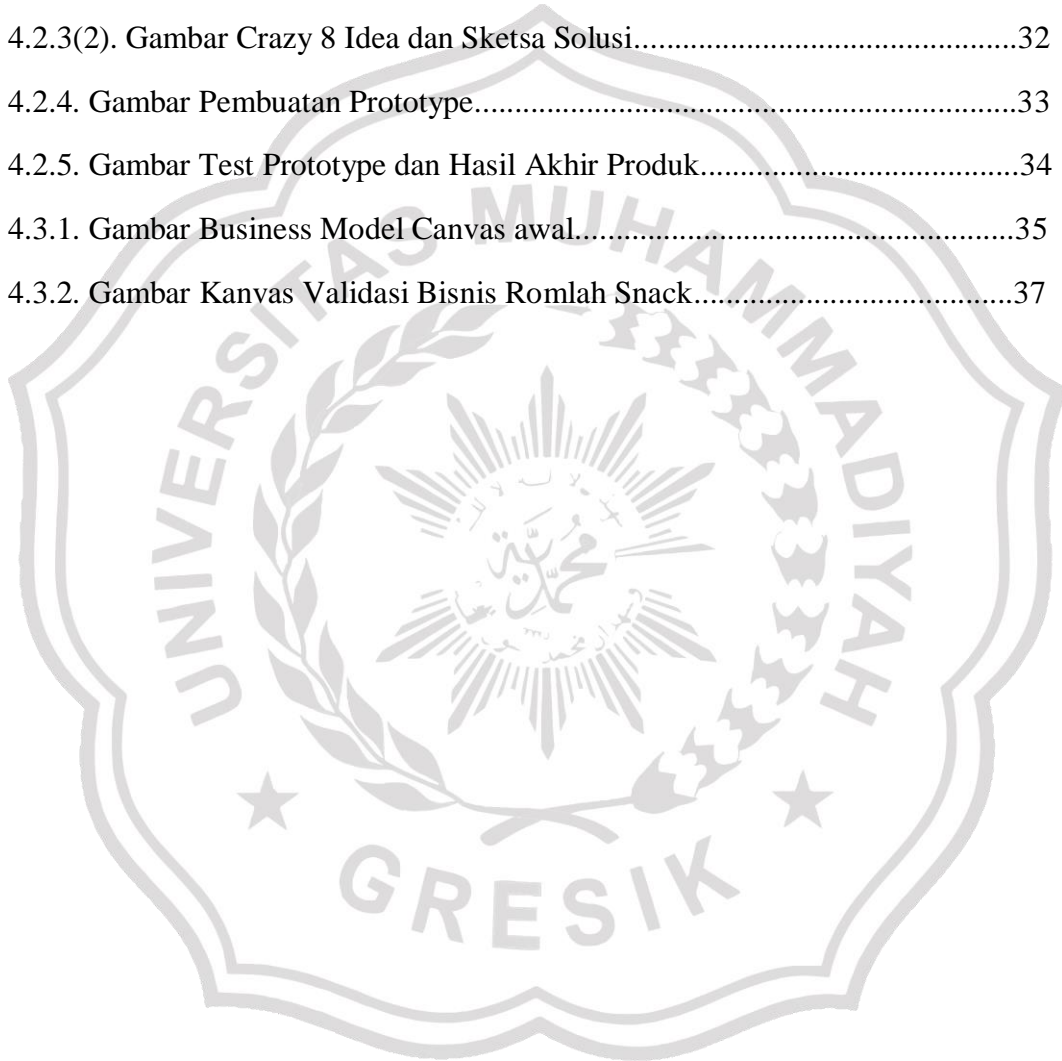 4.2.3(2). Gambar Crazy 8 Idea dan Sketsa Solusi.............................................32
4.2.4. Gambar Pembuatan Prototype....................................................................33
4.2.5. Gambar Test Prototype dan Hasil Akhir Produk........................................34
4.3.1. Gambar Business Model Canvas awal.......................................................35
4.3.2. Gambar Kanvas Validasi Bisnis Romlah Snack........................................37
UNIVERSITAS MUHAMMADIYAH
محمدية
GRESIK